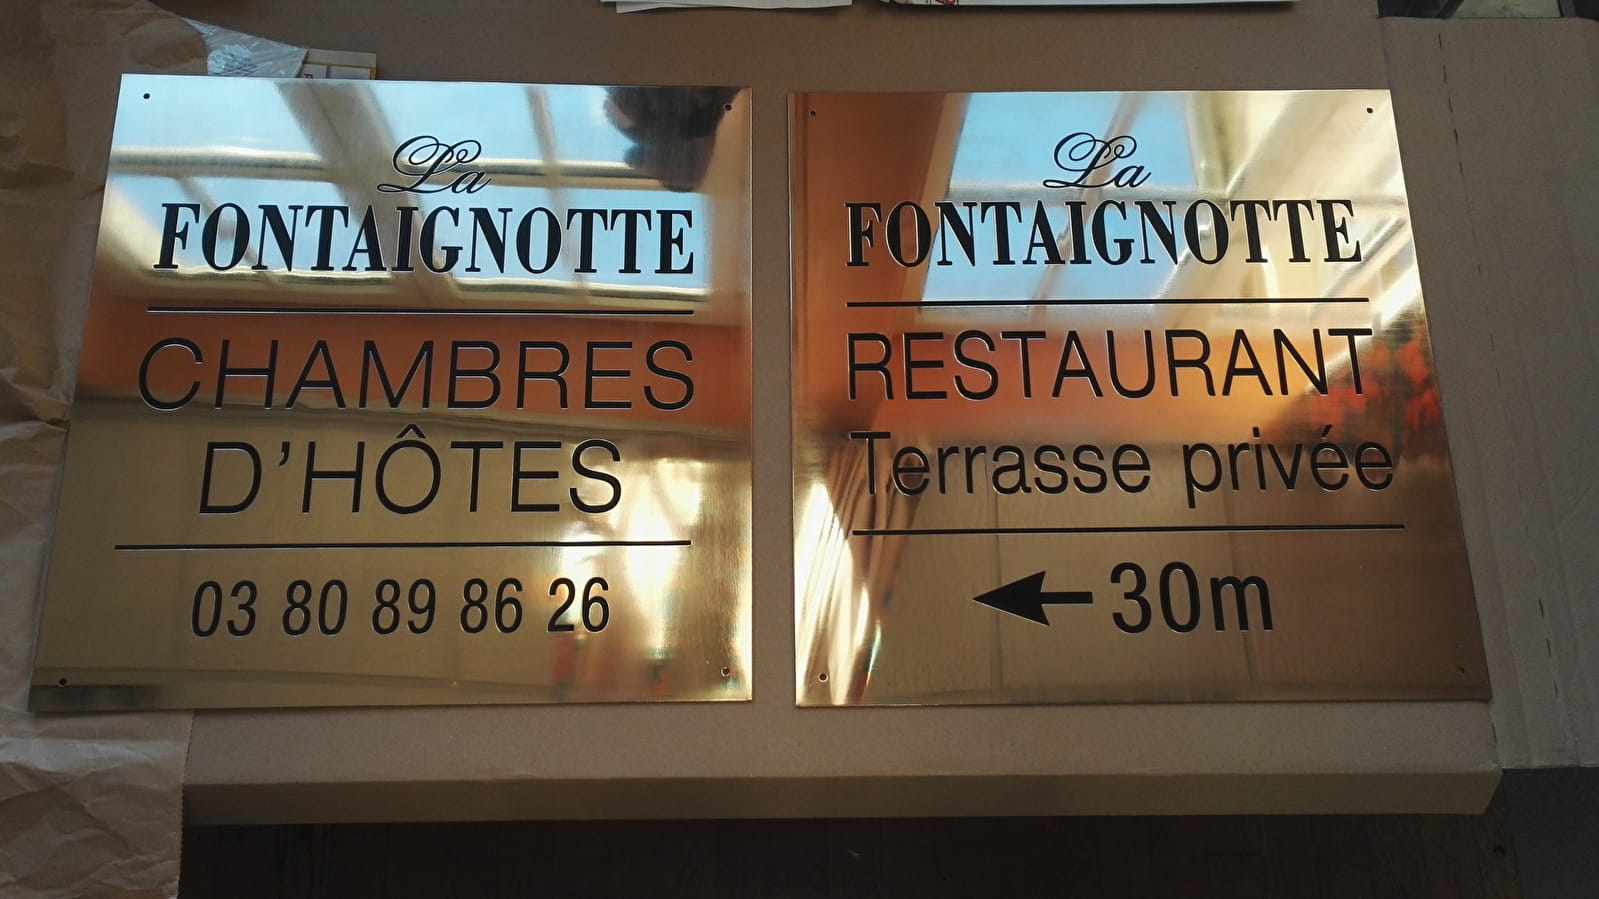 La
FONTAIGNOTTE
CHAMBRES
D'HÔTES
03 80 89 86 26
La
FONTAIGNOTTE
RESTAURANT
Terrasse privée
30m